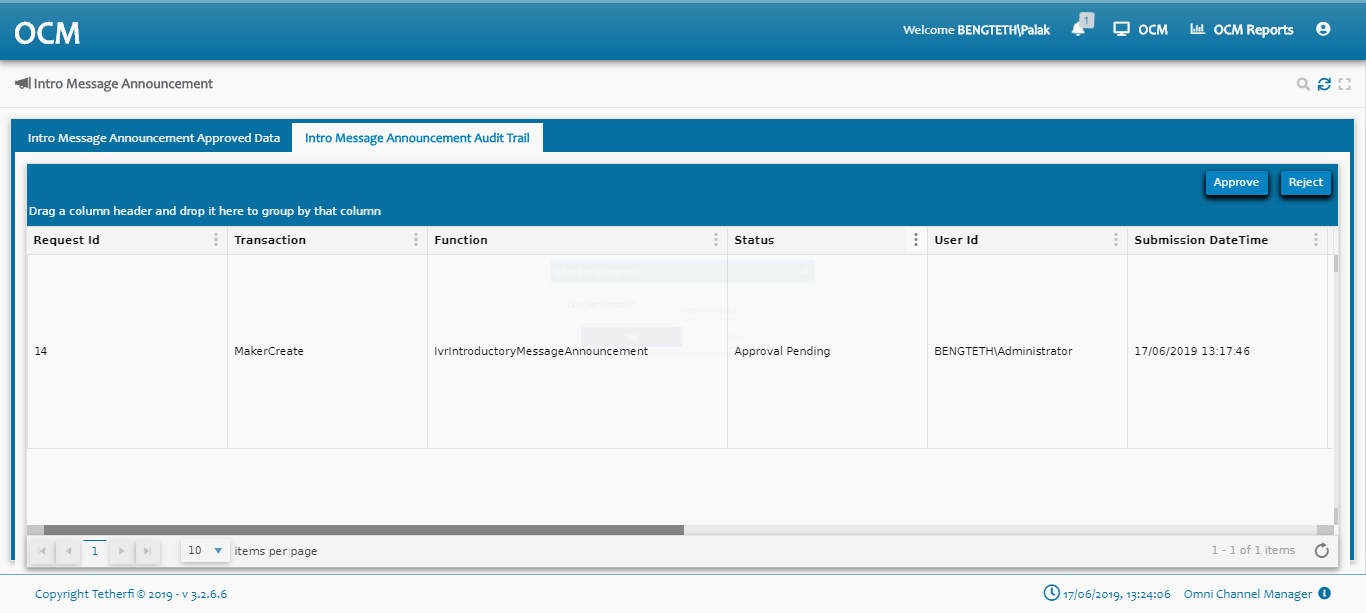 OCM
Welcome BENGTETH\Palak
1
OCM
OCM Reports
Intro Message Announcement
Intro Message Announcement Approved Data
Intro Message Announcement Audit Trail
Approve
Reject
Drag a column header and drop it here to group by that column
Request Id
Transaction
Function
Status
User Id
Submission DateTime
14
MakerCreate
IvrIntroductoryMessageAnnouncement
Approval Pending
BENGTETH\Administrator
17/06/2019 13:17:46
1
10
items per page
1 - 1 of 1 items
Copyright Tetherfi © 2019 - v 3.2.6.6
17/06/2019, 13:24:06
Omni Channel Manager